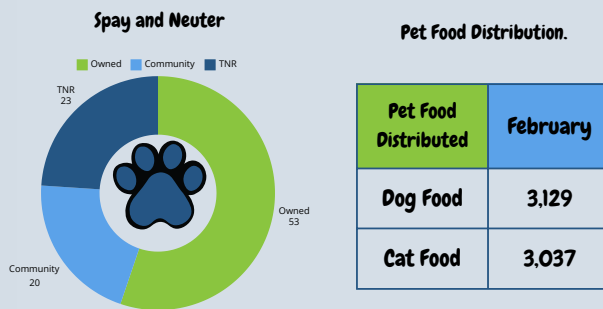 Spay and Neuter
Owned Community TNR
TNR
23
Owned
53
Community
20
Pet Food Distribution.
Pet Food
Distributed
February
Dog Food 3,129
Cat Food 3,037